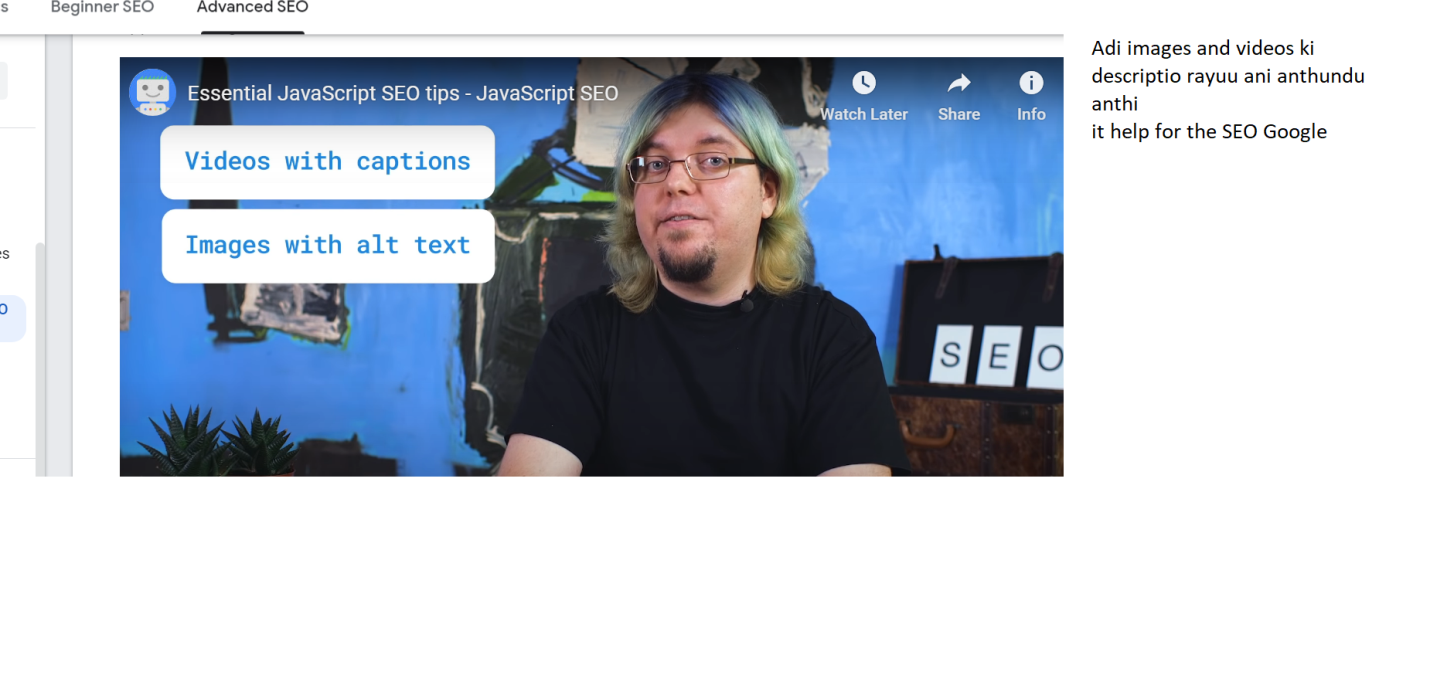 Beginner SEO
Advanced SEO
Essential JavaScript SEO tips - JavaScript SEO
Watch Later
Share
Info
Videos with captions
Images with alt text
SEO
Adi images and videos ki
descriptio rayuu ani anthundu
anthi
it help for the SEO Google